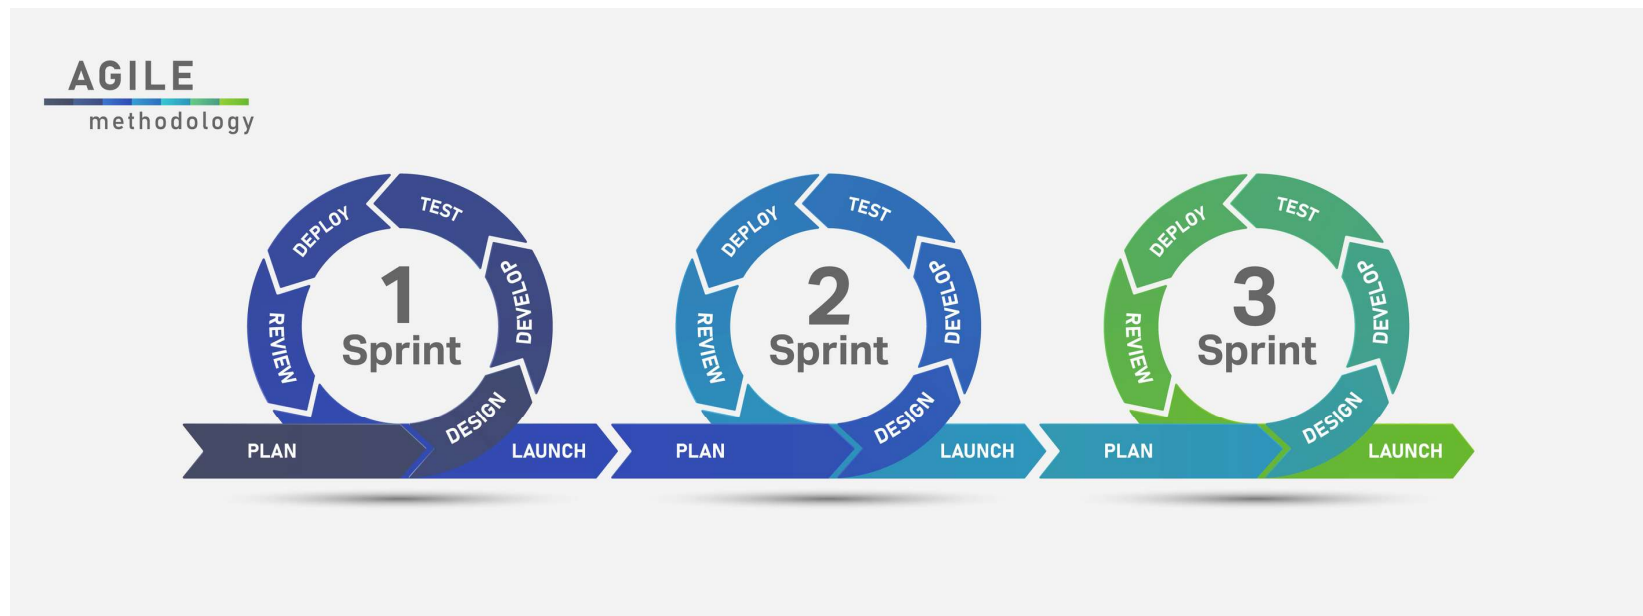 AGILE
methodology
1
Sprint
PLAN
DESIGN
DEVELOP
TEST
DEPLOY
REVIEW
LAUNCH
2
Sprint
PLAN
DESIGN
DEVELOP
TEST
DEPLOY
REVIEW
LAUNCH
3
Sprint
PLAN
DESIGN
DEVELOP
TEST
DEPLOY
REVIEW
LAUNCH